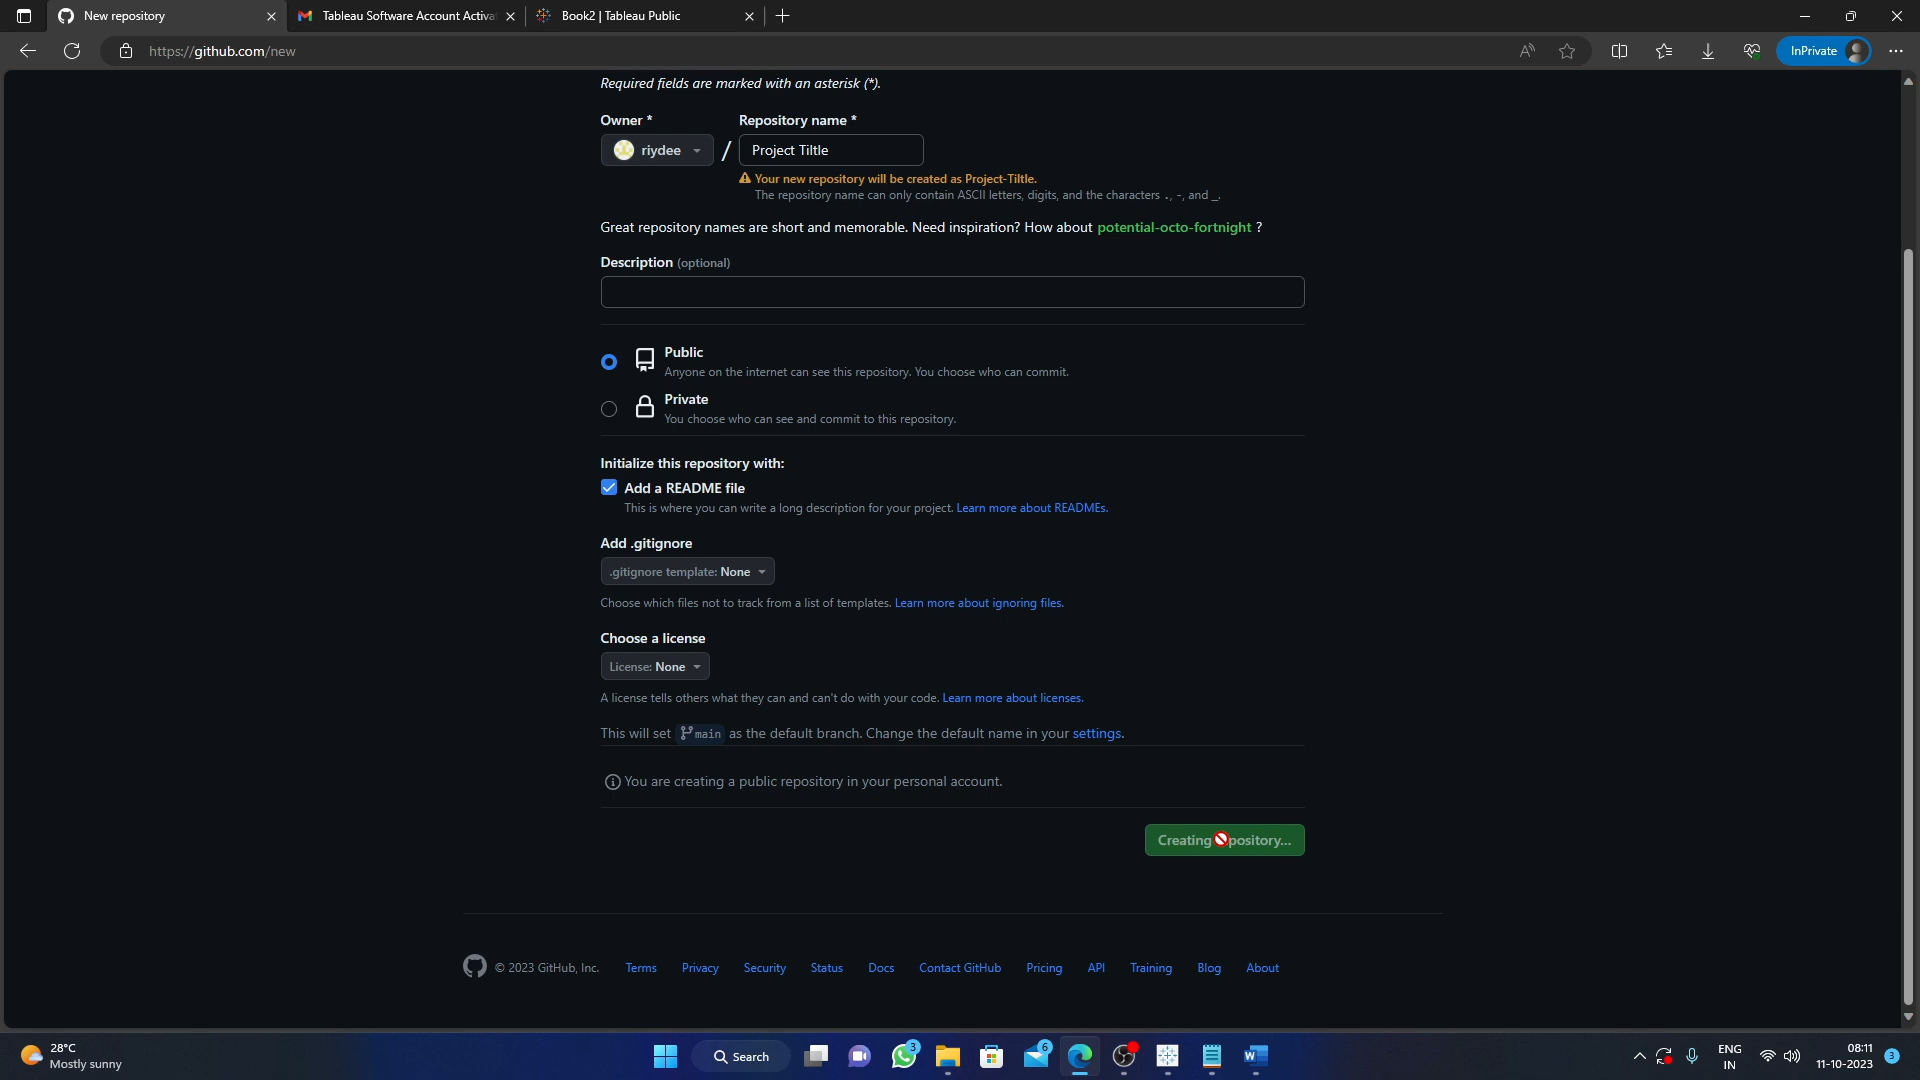 New repository
Tableau Software Account Activa
Book2 | Tableau Public
https://github.com/new
InPrivate
Required fields are marked with an asterisk (*).
Owner *
Repository name *
riydee
/
Project Tiltle
Your new repository will be created as Project-Tiltle.
The repository name can only contain ASCII letters, digits, and the characters ., -, and _.
Great repository names are short and memorable. Need inspiration? How about potential-octo-fortnight ?
Description (optional)
Public
Anyone on the internet can see this repository. You choose who can commit.
Private
You choose who can see and commit to this repository.
Initialize this repository with:
Add a README file
This is where you can write a long description for your project. Learn more about READMEs.
Add .gitignore
.gitignore template: None
Choose which files not to track from a list of templates. Learn more about ignoring files.
Choose a license
License: None
A license tells others what they can and can't do with your code. Learn more about licenses.
This will set main as the default branch. Change the default name in your settings.
You are creating a public repository in your personal account.
Creating pository...
© 2023 GitHub, Inc. Terms Privacy Security Status Docs Contact GitHub Pricing API Training Blog About
28°C
Mostly sunny
Search
3
6
ENG
IN
08:11
11-10-2023
3